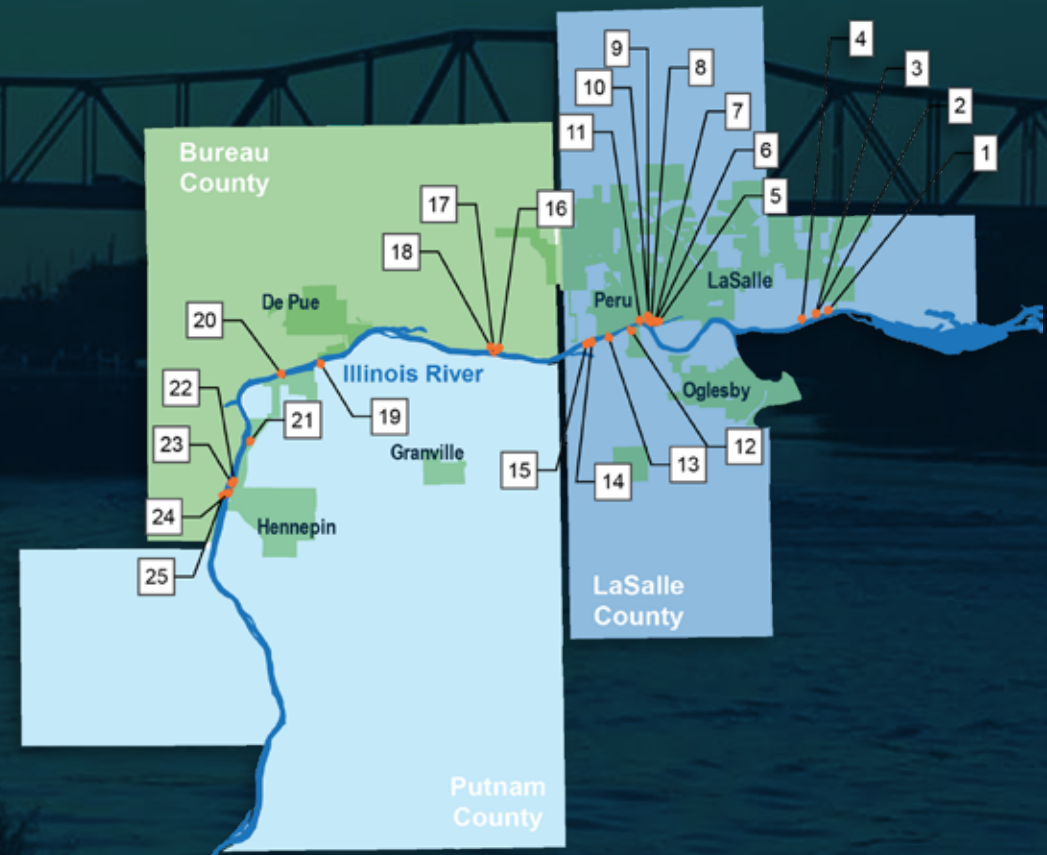 4
9
3
8
10
2
7
11
1
6
Bureau
County
5
17
16
18
LaSalle
De Pue
Peru
20
Illinois River
22
Oglesby
21
19
23
Granville
12
13
15
14
24
Hennepin
25
LaSalle
County
Putnam
County